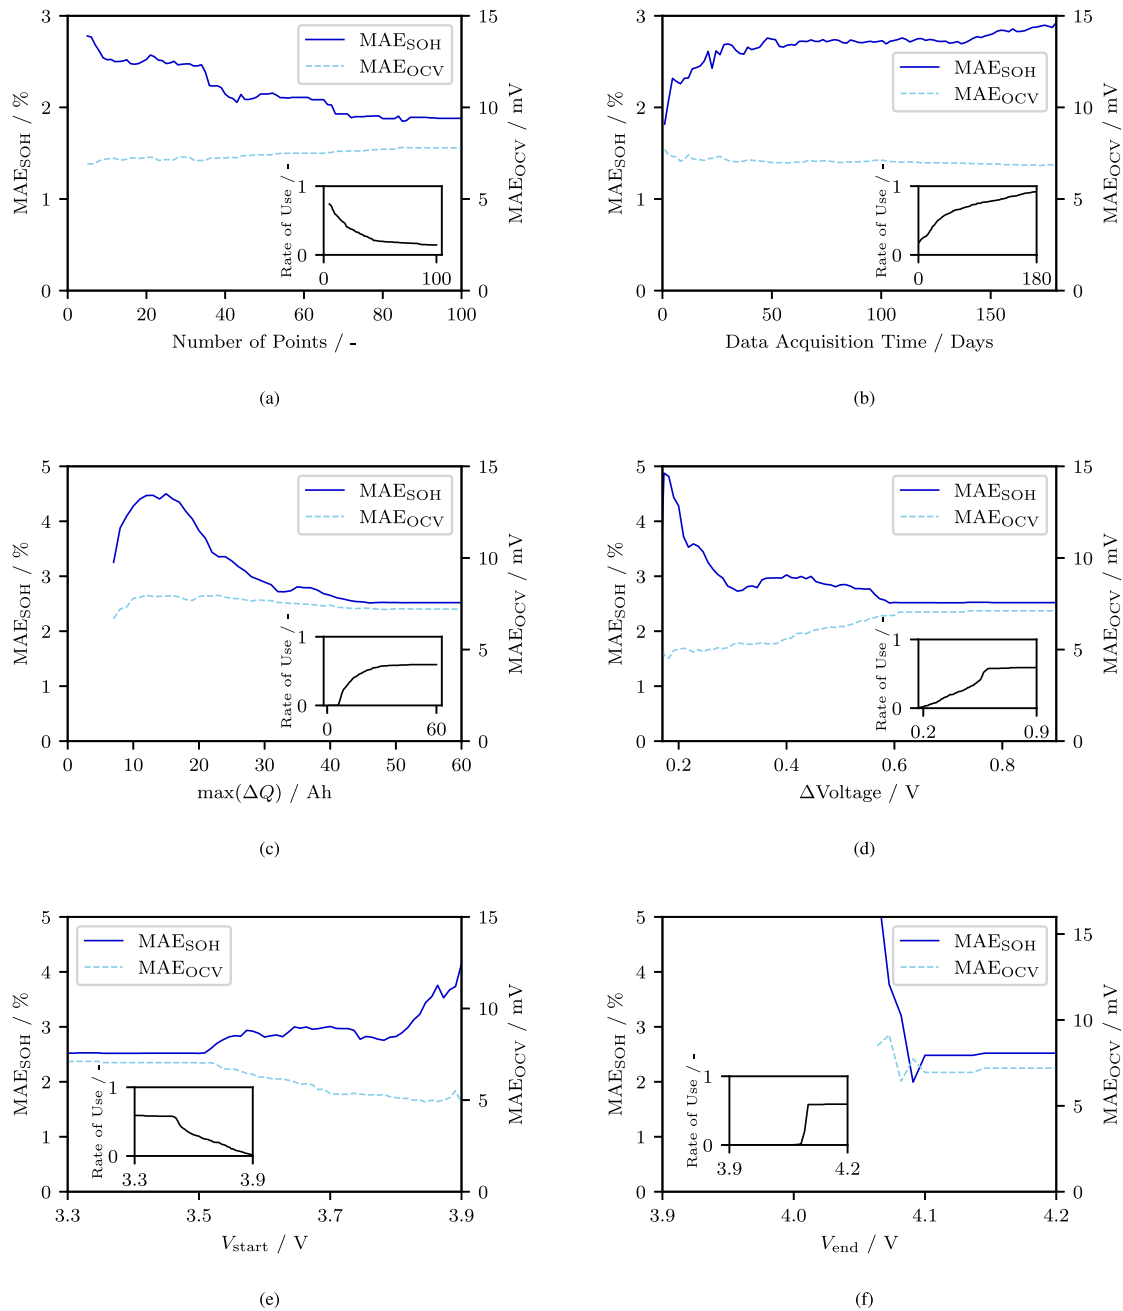 3
2
1
0
MAE_SOH / %
15
10
5
0
MAE_OCV / mV
MAE_SOH
MAE_OCV
Rate of Use / -
1
0
0 100
0 20 40 60 80 100
Number of Points / -
(a)
3
2
1
0
MAE_SOH / %
15
10
5
0
MAE_OCV / mV
MAE_SOH
MAE_OCV
Rate of Use / -
1
0
0 180
0 50 100 150
Data Acquisition Time / Days
(b)
5
4
3
2
1
0
MAE_SOH / %
15
10
5
0
MAE_OCV / mV
MAE_SOH
MAE_OCV
Rate of Use / -
1
0
0 60
0 10 20 30 40 50 60
max(ΔQ) / Ah
(c)
5
4
3
2
1
0
MAE_SOH / %
15
10
5
0
MAE_OCV / mV
MAE_SOH
MAE_OCV
Rate of Use / -
1
0
0.2 0.9
0.2 0.4 0.6 0.8
ΔVoltage / V
(d)
5
4
3
2
1
0
MAE_SOH / %
15
10
5
0
MAE_OCV / mV
MAE_SOH
MAE_OCV
Rate of Use / -
1
0
3.3 3.9
3.3 3.5 3.7 3.9
V_start / V
(e)
5
4
3
2
1
0
MAE_SOH / %
15
10
5
0
MAE_OCV / mV
MAE_SOH
MAE_OCV
Rate of Use / -
1
0
3.9 4.2
3.9 4.0 4.1 4.2
V_end / V
(f)